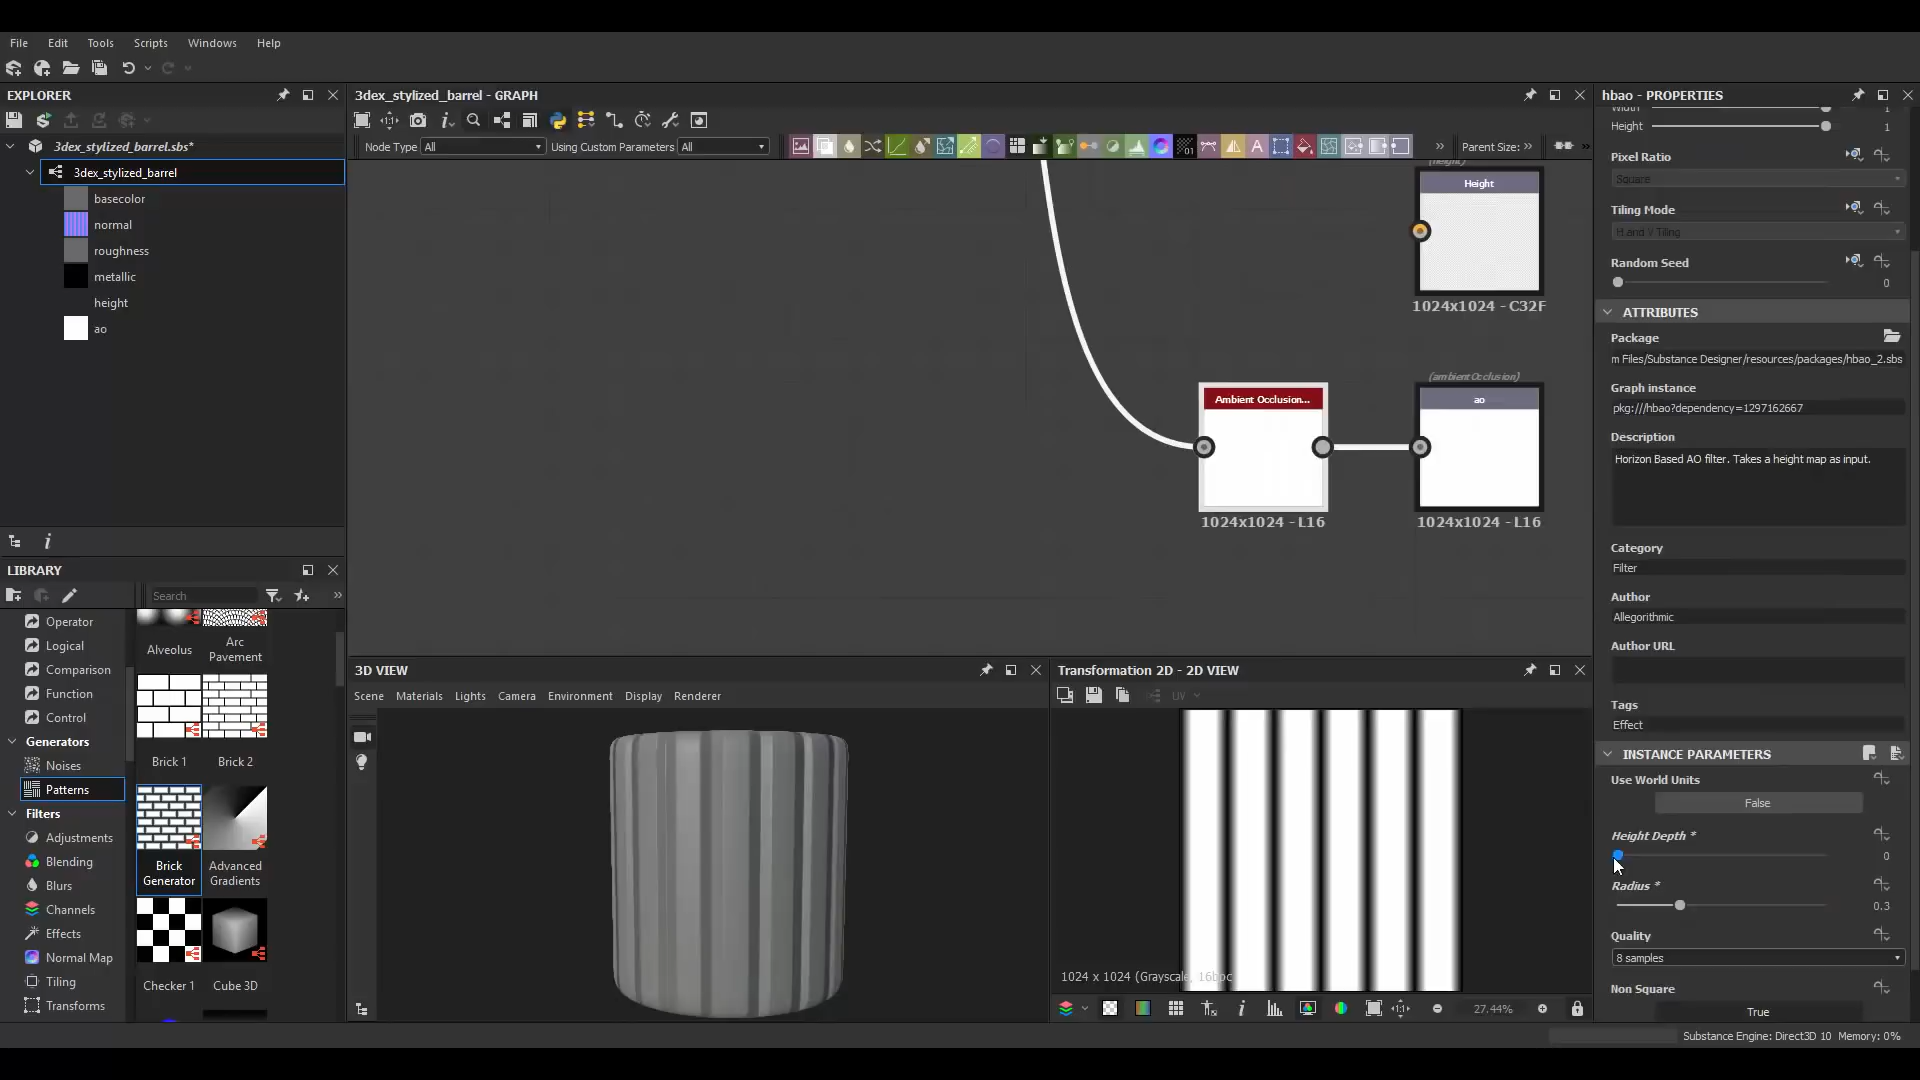 File Edit Tools Scripts Windows Help
EXPLORER
3dex_stylized_barrel.sbs*
3dex_stylized_barrel
basecolor
normal
roughness
metallic
height
ao
LIBRARY
Search
Operator
Logical
Comparison
Function
Control
Generators
Noises
Patterns
Filters
Adjustments
Blending
Blurs
Channels
Effects
Normal Map
Tiling
Transforms
Alveolus
Arc
Pavement
Brick 1
Brick 2
Brick
Generator
Advanced
Gradients
Checker 1
Cube 3D
3dex_stylized_barrel - GRAPH
Node Type All Using Custom Parameters All
Parent Size:
(height)
Height
1024x1024 - C32F
Ambient Occlusion...
1024x1024 - L16
(ambientOcclusion)
ao
1024x1024 - L16
3D VIEW
Scene Materials Lights Camera Environment Display Renderer
Transformation 2D - 2D VIEW
UV
1024 x 1024 (Grayscale, 16bpc
27.44%
hbao - PROPERTIES
Width 1
Height 1
Pixel Ratio
Square
Tiling Mode
H and V Tiling
Random Seed
0
ATTRIBUTES
Package
m Files/Substance Designer/resources/packages/hbao_2.sbs
Graph instance
pkg:///hbao?dependency=1297162667
Description
Horizon Based AO filter. Takes a height map as input.
Category
Filter
Author
Allegorithmic
Author URL
Tags
Effect
INSTANCE PARAMETERS
Use World Units
False
Height Depth *
0
Radius *
0.3
Quality
8 samples
Non Square
True
Substance Engine: Direct3D 10 Memory: 0%